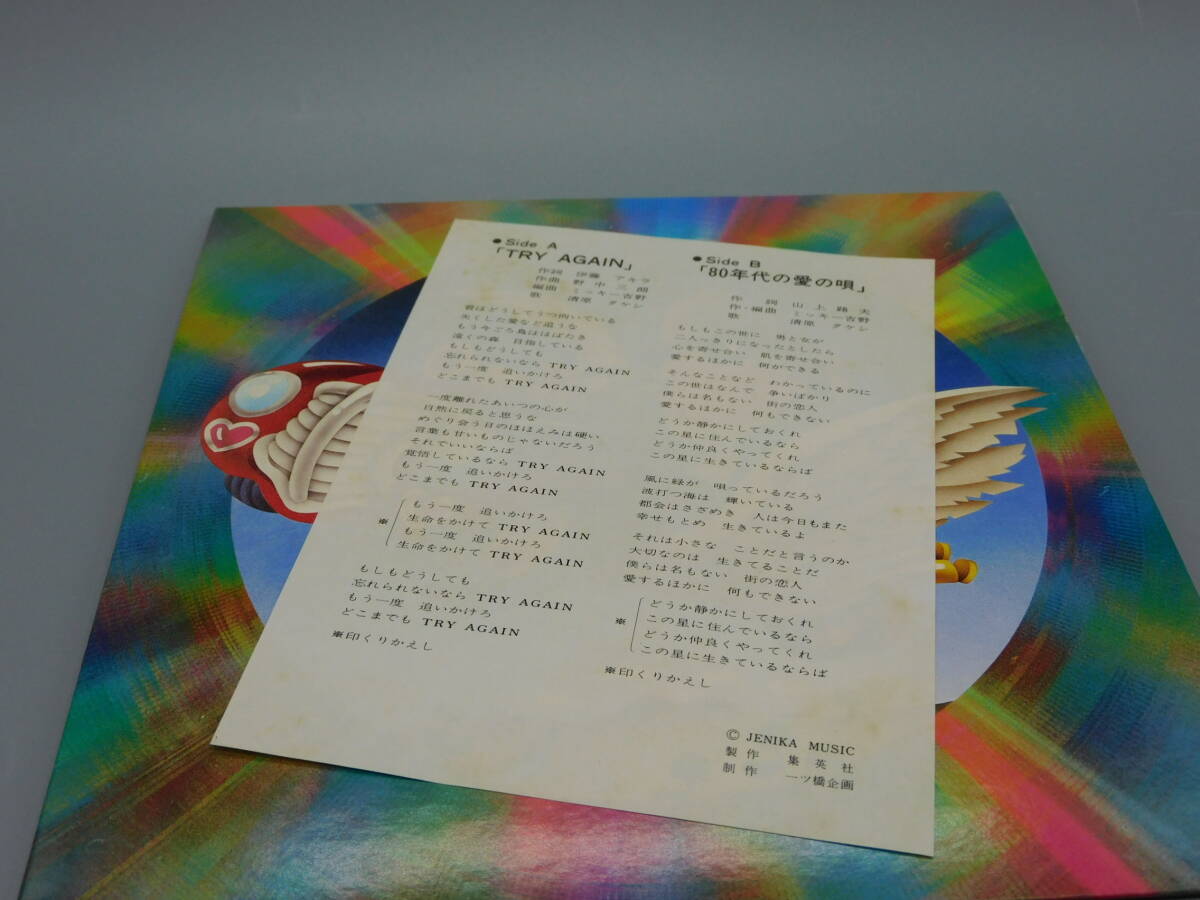 ●Side A
「TRY AGAIN」
作詞 伊藤 アキラ
作曲 野中三朗
編曲 ミッキー吉野
歌 清原 タケシ
君はどうしてうつ向いている
失くした愛など追うな
もう今ごろ鳥ははばたき
遠くの森 目指している
もしもどうしても
忘れられないなら TRY AGAIN
もう一度 追いかけろ
どこまでも TRY AGAIN
一度離れたあいつの心が
自然に戻ると思うな
めぐり会う日のほほえみは硬い
言葉も甘いものじゃないだろう
それでいいならば
覚悟しているなら TRY AGAIN
もう一度 追いかけろ
どこまでも TRY AGAIN
※
もう一度 追いかけろ
生命をかけて TRY AGAIN
もう一度 追いかけろ
生命をかけて TRY AGAIN
もしもどうしても
忘れられないなら TRY AGAIN
もう一度 追いかけろ
どこまでも TRY AGAIN
※印くりかえし
●Side B
「80年代の愛の唄」
作詞 山上路夫
作・編曲 ミッキー吉野
歌 清原 タケシ
もしもこの世に 男と女が
二人っきりになったとしたら
心を寄せ合い 肌を寄せ合い
愛するほかに 何ができる
そんなことなど わかっているのに
この世はなんで 争いばかり
僕らは名もない 街の恋人
愛するほかに 何もできない
どうか静かにしておくれ
この星に住んでいるなら
どうか仲良くやってくれ
この星に生きているならば
風に緑が 唄っているだろう
波打つ海は 輝いている
都会はさざめき 人は今日もまた
幸せもとめ 生きているよ
それは小さな ことだと言うのか
大切なのは 生きてることだ
僕らは名もない 街の恋人
愛するほかに 何もできない
※
どうか静かにしておくれ
この星に住んでいるなら
どうか仲良くやってくれ
この星に生きているならば
※印くりかえし
© JENIKA MUSIC
製作 集英社
制作 一ツ橋企画